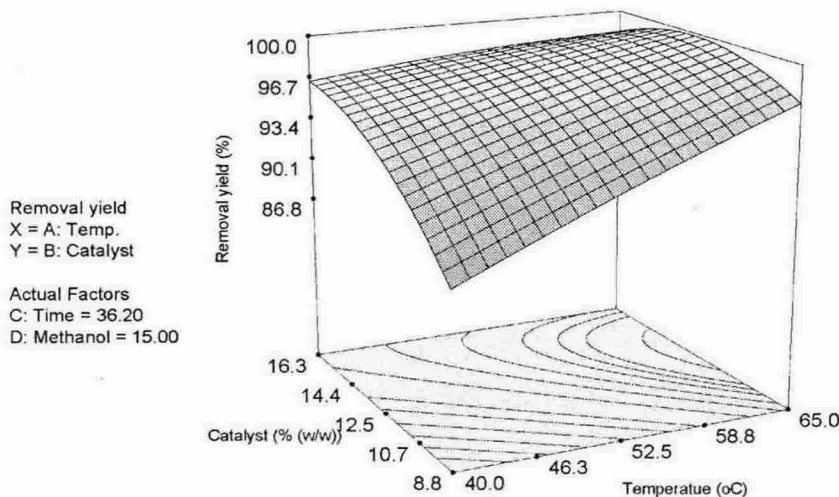 100.0
96.7
93.4
90.1
86.8
Removal yield (%)
Removal yield
X = A: Temp.
Y = B: Catalyst
Actual Factors
C: Time = 36.20
D: Methanol = 15.00
16.3
14.4
12.5
10.7
8.8
Catalyst (% (w/w))
40.0
46.3
52.5
58.8
65.0
Temperatue (oC)